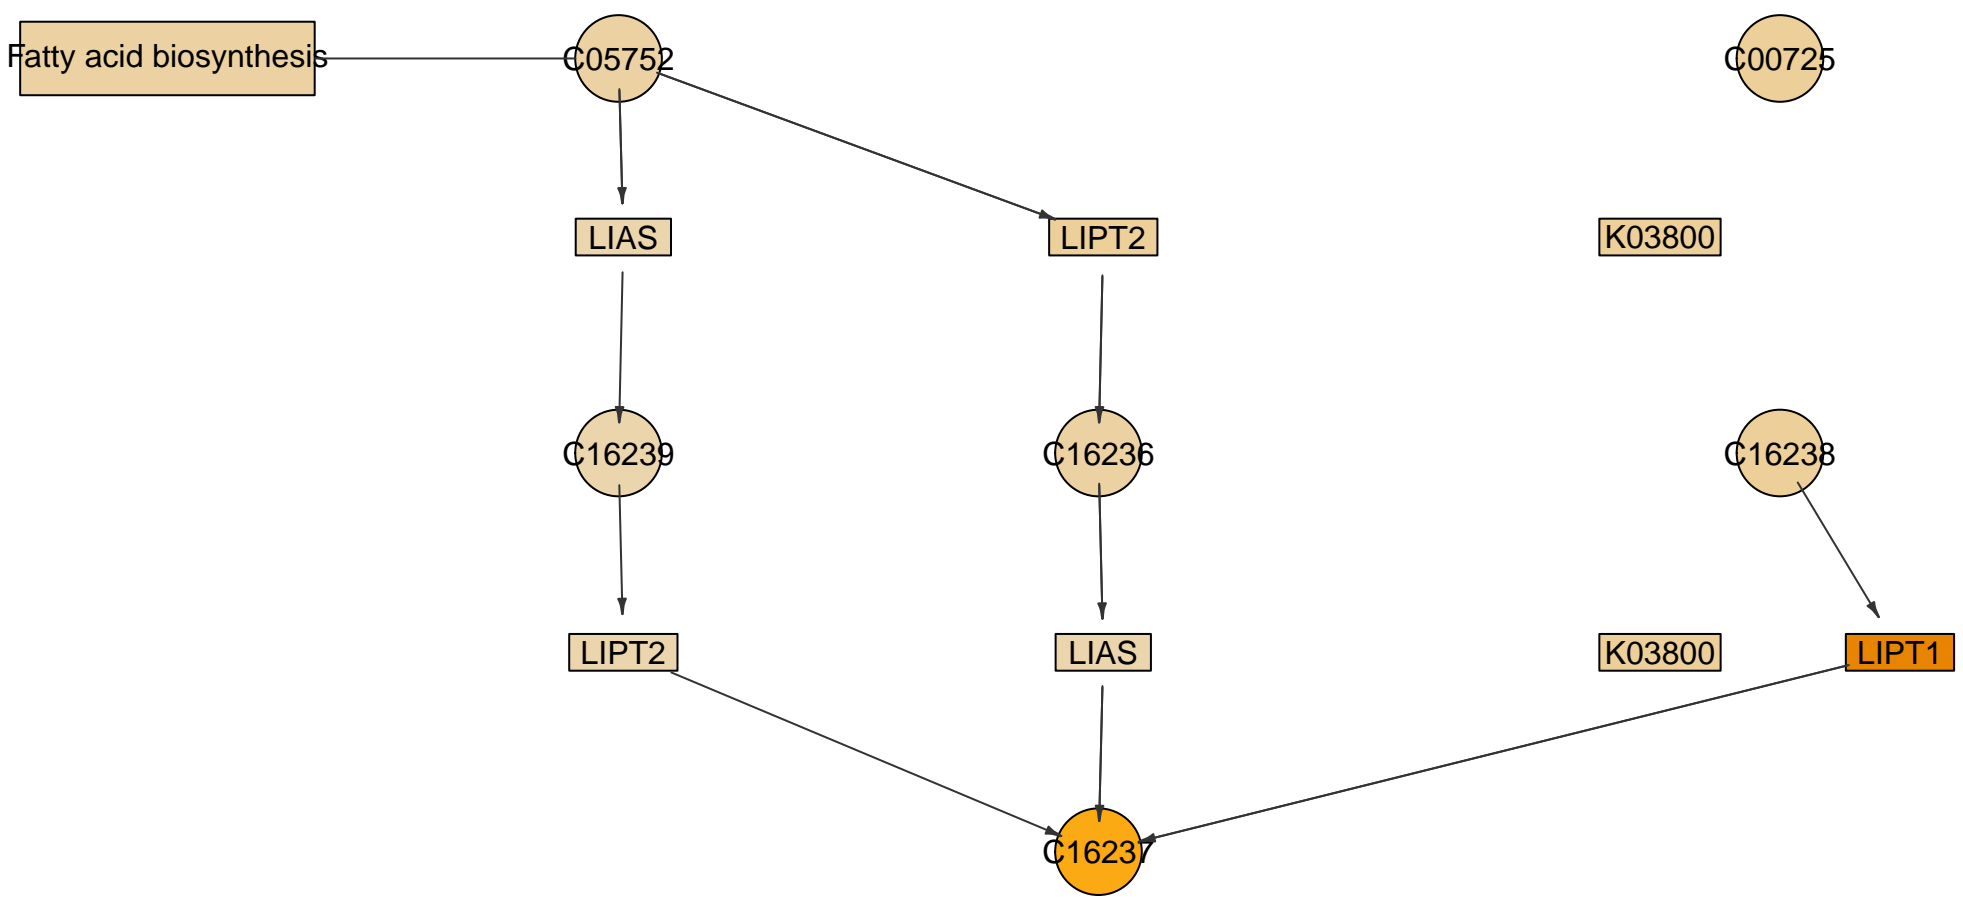 Fatty acid biosynthesis
C05752
C00725
LIAS
LIPT2
K03800
C16239
C16236
C16238
LIPT2
LIAS
K03800
LIPT1
C16237